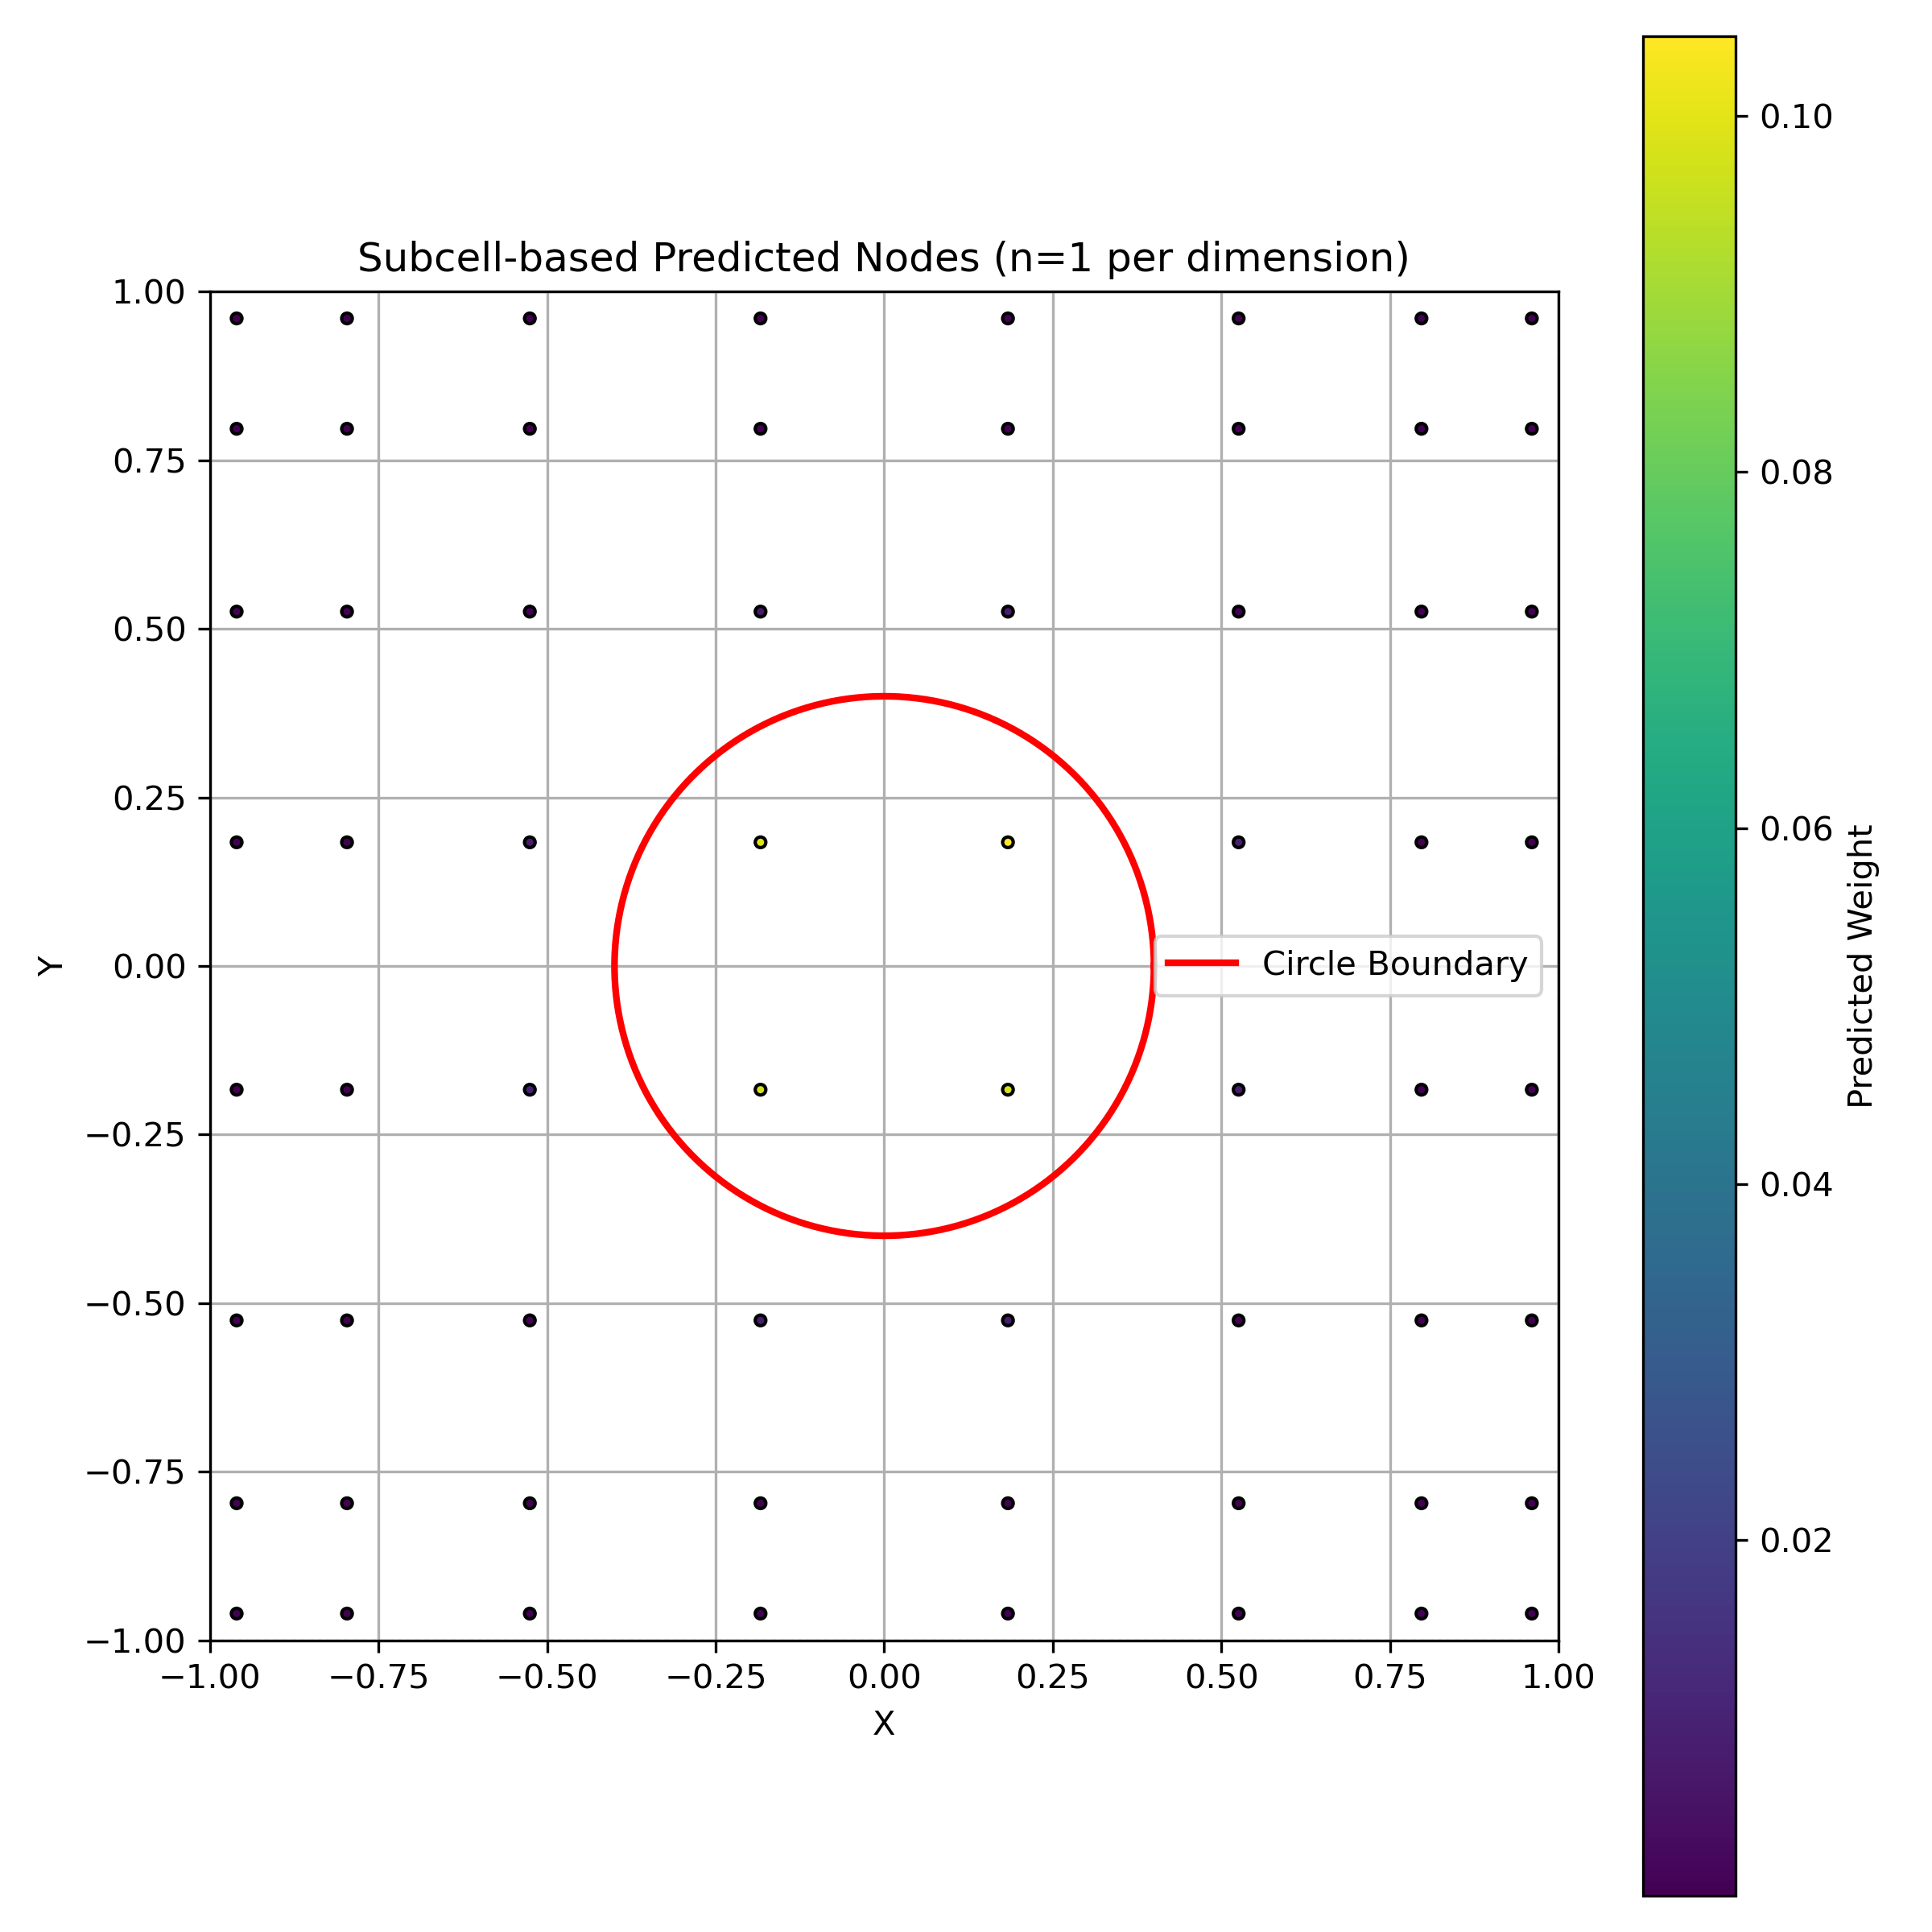 Subcell-based Predicted Nodes (n=1 per dimension)
1.00
0.75
0.50
0.25
0.00
−0.25
−0.50
−0.75
−1.00
Y
−1.00 −0.75 −0.50 −0.25 0.00 0.25 0.50 0.75 1.00
X
Circle Boundary
0.10
0.08
0.06
0.04
0.02
Predicted Weight